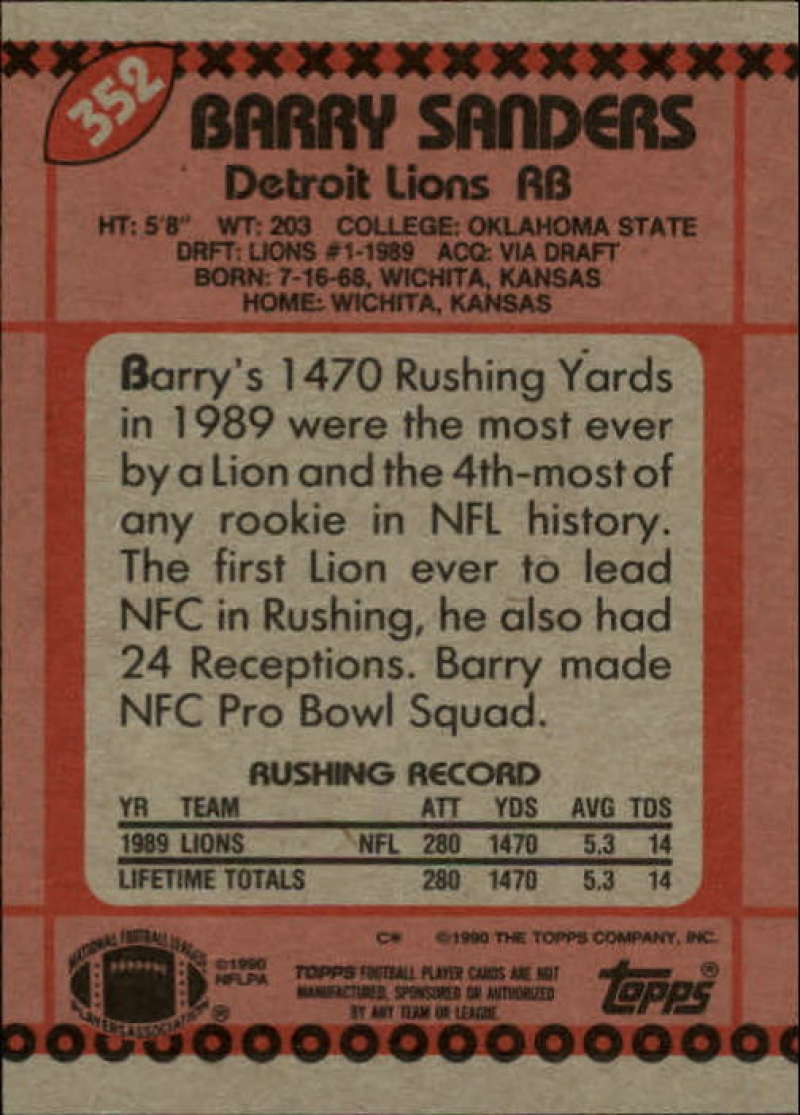 352
BARRY SANDERS
Detroit Lions RB
HT: 5'8" WT: 203 COLLEGE: OKLAHOMA STATE
DRFT: LIONS #1-1989 ACQ: VIA DRAFT
BORN: 7-16-68, WICHITA, KANSAS
HOME: WICHITA, KANSAS
Barry's 1470 Rushing Yards
in 1989 were the most ever
by a Lion and the 4th-most of
any rookie in NFL history.
The first Lion ever to lead
NFC in Rushing, he also had
24 Receptions. Barry made
NFC Pro Bowl Squad.
RUSHING RECORD
YR TEAM ATT YDS AVG TDS
1989 LIONS NFL 280 1470 5.3 14
LIFETIME TOTALS 280 1470 5.3 14
C* ©1990 THE TOPPS COMPANY, INC.
NATIONAL FOOTBALL LEAGUE
PLAYERS ASSOCIATION ®
©1990
NFLPA
TOPPS FOOTBALL PLAYER CARDS ARE NOT
MANUFACTURED, SPONSORED OR AUTHORIZED
BY ANY TEAM OR LEAGUE.
topps®